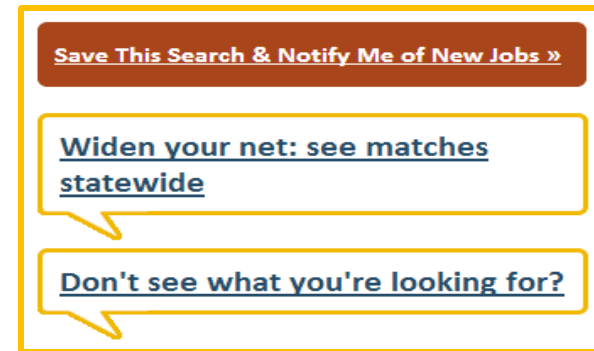 Save This Search & Notify Me of New Jobs »
Widen your net: see matches
statewide
Don't see what you're looking for?